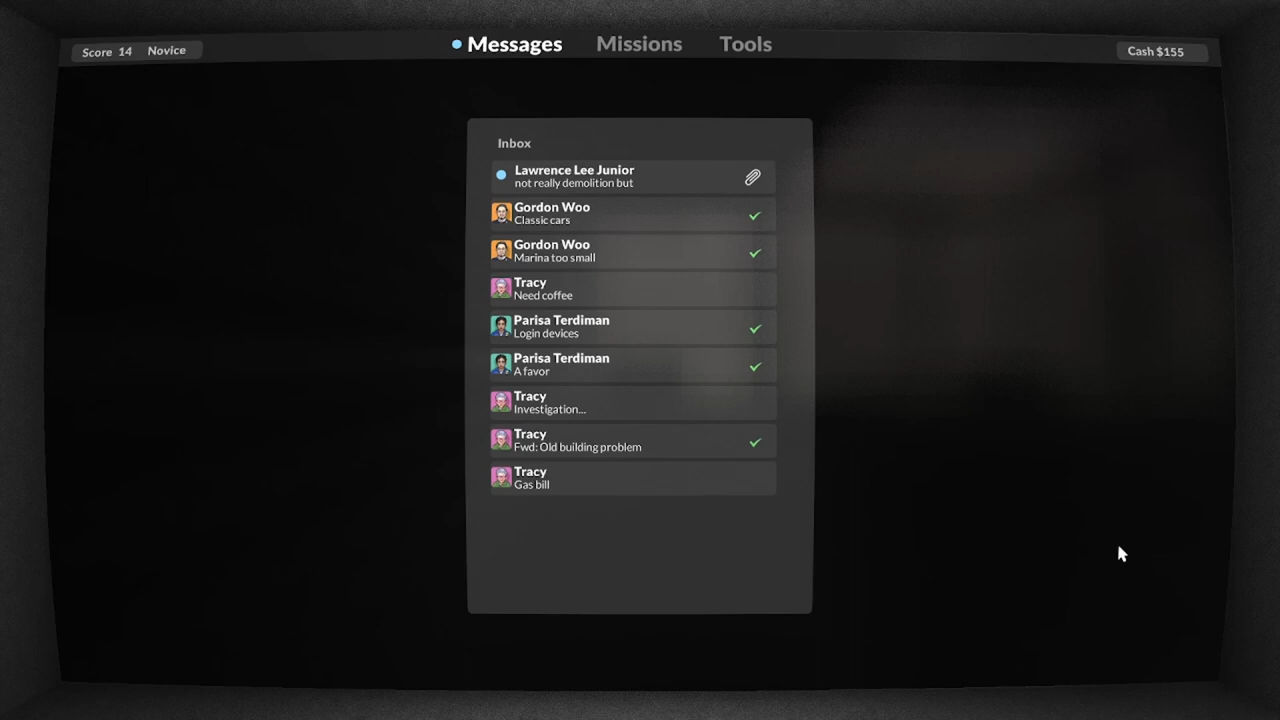 Score 14 Novice
Messages Missions Tools
Cash $155
Inbox
Lawrence Lee Junior
not really demolition but
Gordon Woo
Classic cars
Gordon Woo
Marina too small
Tracy
Need coffee
Parisa Terdiman
Login devices
Parisa Terdiman
A favor
Tracy
Investigation...
Tracy
Fwd: Old building problem
Tracy
Gas bill